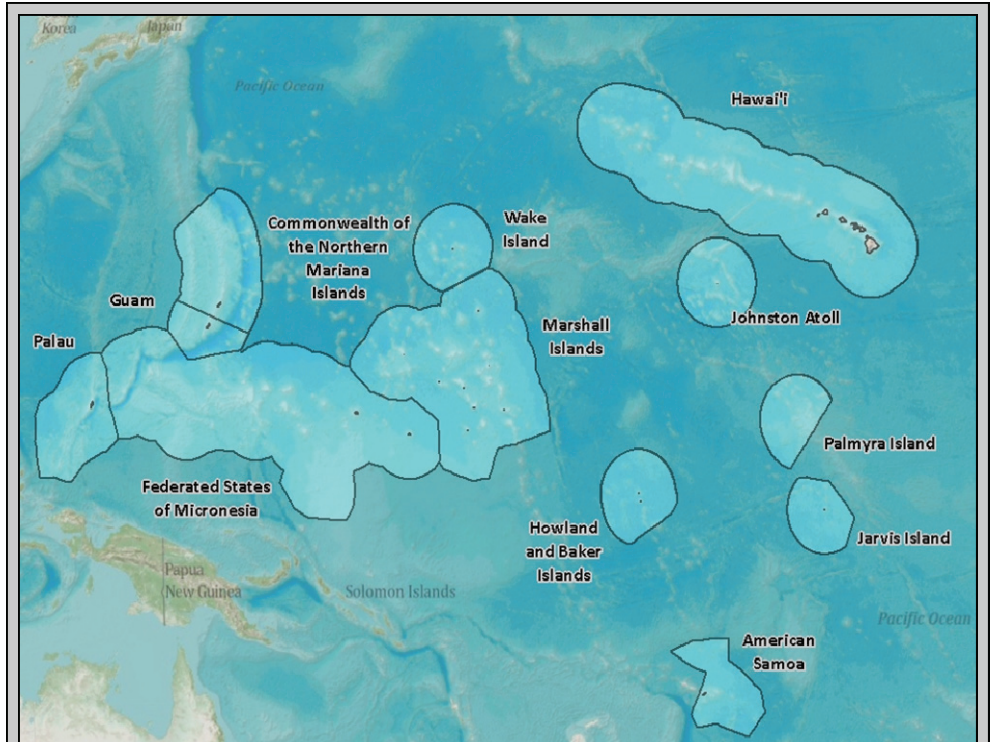 Korea
Japan
Pacific Ocean
Hawai'i
Commonwealth of
the Northern
Mariana
Islands
Wake
Island
Guam
Palau
Marshall
Islands
Johnston Atoll
Palmyra Island
Federated States
of Micronesia
Howland
and Baker
Islands
Jarvis Island
Papua
New Guinea
Solomon Islands
Pacific Ocean
American
Samoa